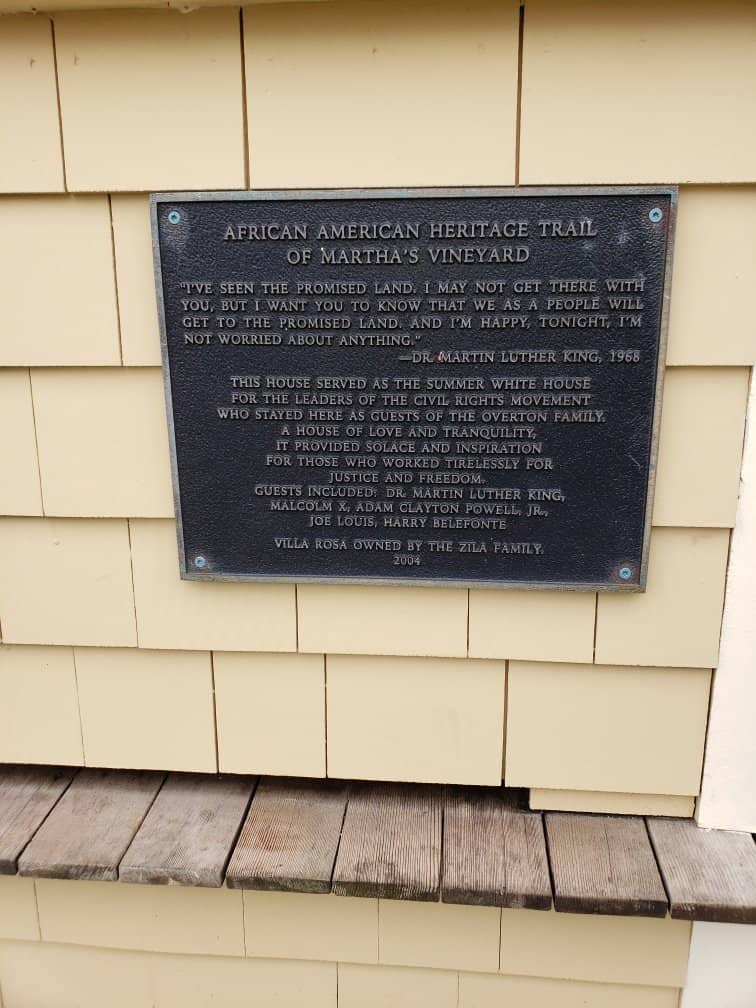 AFRICAN AMERICAN HERITAGE TRAIL
OF MARTHA'S VINEYARD
"I'VE SEEN THE PROMISED LAND. I MAY NOT GET THERE WITH
YOU, BUT I WANT YOU TO KNOW THAT WE AS A PEOPLE WILL
GET TO THE PROMISED LAND. AND I'M HAPPY, TONIGHT, I'M
NOT WORRIED ABOUT ANYTHING."
—DR. MARTIN LUTHER KING, 1968
THIS HOUSE SERVED AS THE SUMMER WHITE HOUSE
FOR THE LEADERS OF THE CIVIL RIGHTS MOVEMENT
WHO STAYED HERE AS GUESTS OF THE OVERTON FAMILY.
A HOUSE OF LOVE AND TRANQUILITY,
IT PROVIDED SOLACE AND INSPIRATION
FOR THOSE WHO WORKED TIRELESSLY FOR
JUSTICE AND FREEDOM.
GUESTS INCLUDED: DR. MARTIN LUTHER KING,
MALCOLM X, ADAM CLAYTON POWELL, JR.,
JOE LOUIS, HARRY BELEFONTE
VILLA ROSA OWNED BY THE ZILA FAMILY.
2004